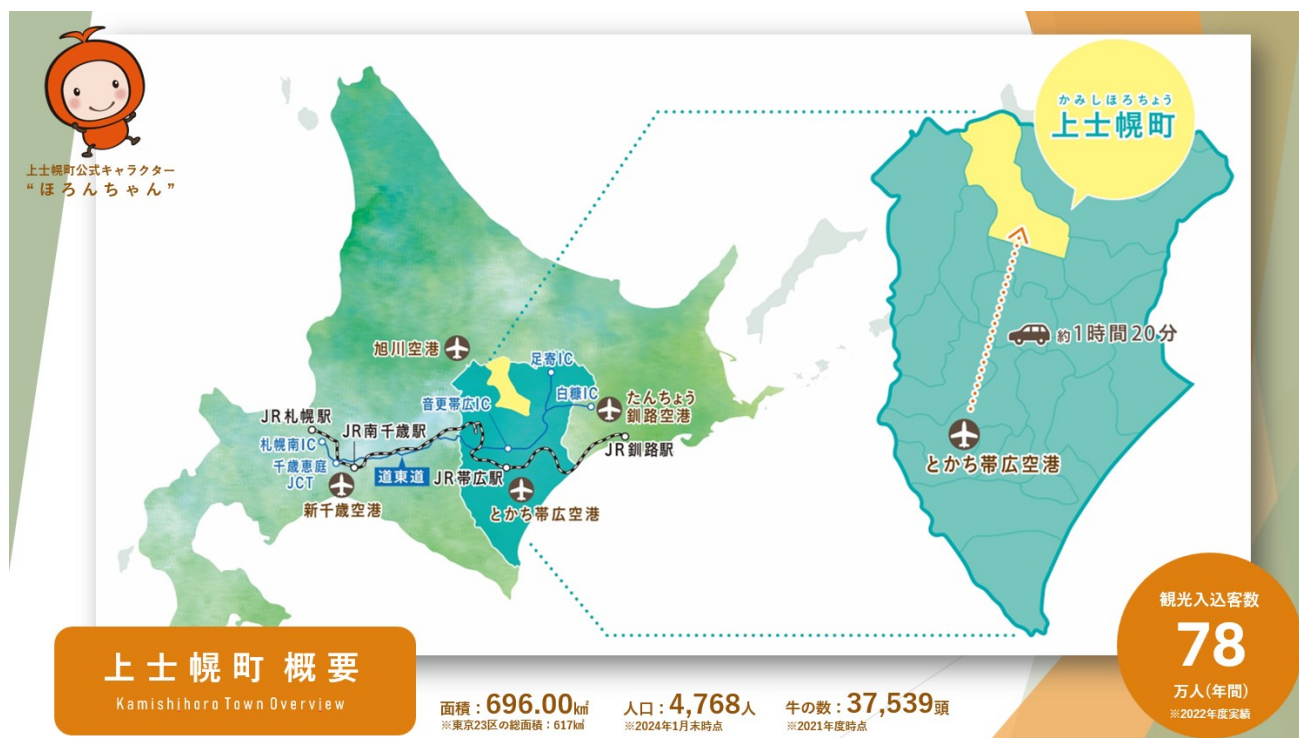 上士幌町公式キャラクター
“ほろんちゃん”
旭川空港
足寄IC
白糠IC
音更帯広IC
たんちょう
釧路空港
JR札幌駅
札幌南IC
JR南千歳駅
千歳恵庭
JCT
道東道
JR帯広駅
JR釧路駅
新千歳空港
とかち帯広空港
かみしほろちょう
上士幌町
約1時間20分
とかち帯広空港
上士幌町 概要
Kamishihoro Town Overview
面積：696.00㎢
※東京23区の総面積：617㎢
人口：4,768人
※2024年1月末時点
牛の数：37,539頭
※2021年度時点
観光入込客数
78
万人(年間)
※2022年度実績